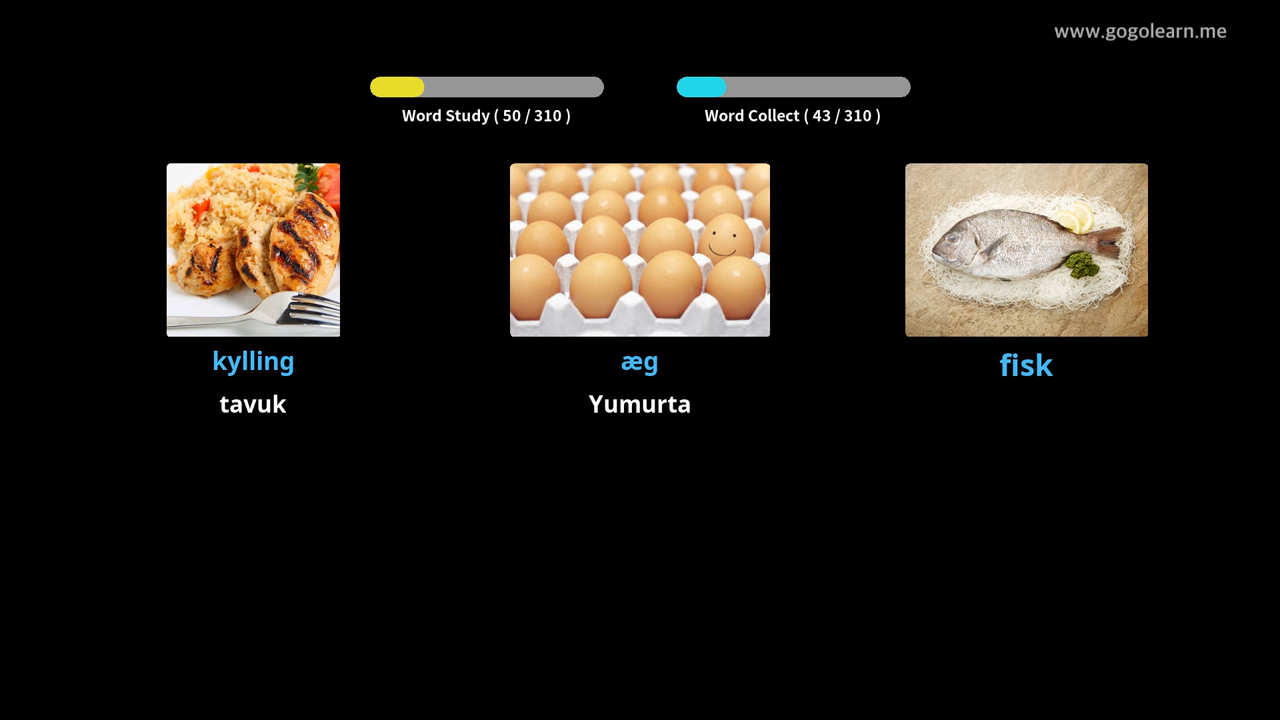 www.gogolearn.me
Word Study ( 50 / 310 )
Word Collect ( 43 / 310 )
kylling
æg
fisk
tavuk
Yumurta